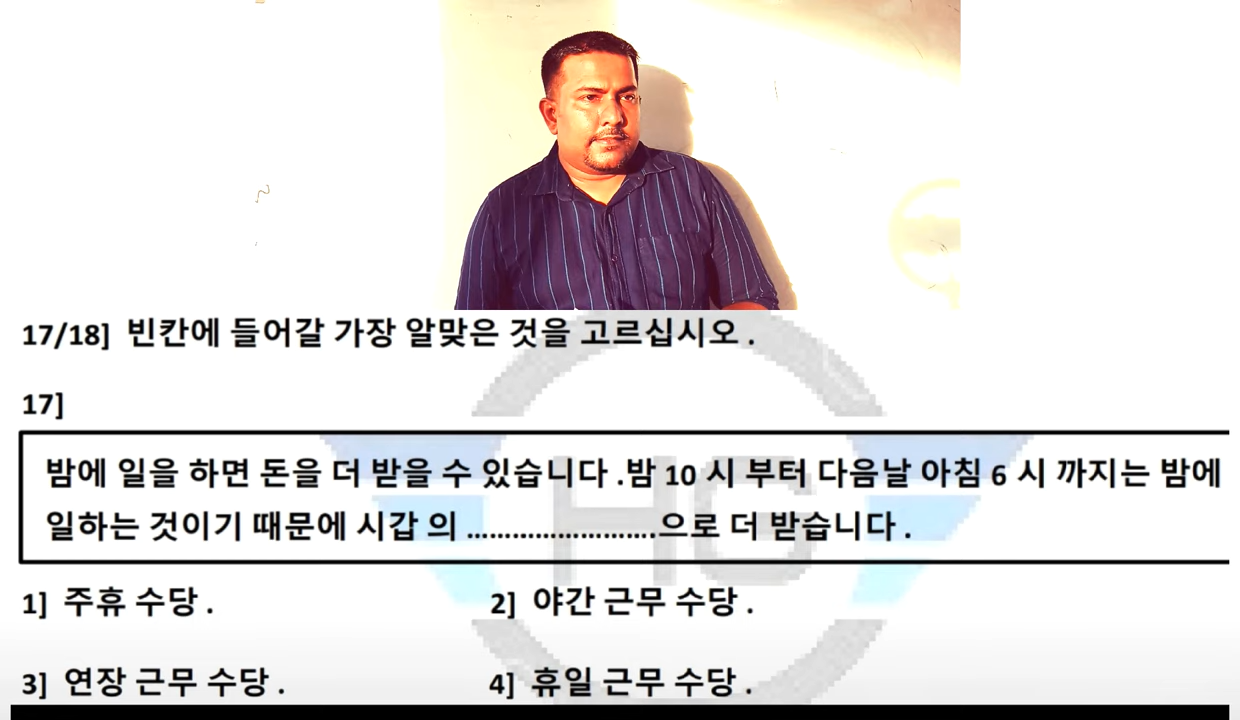 17/18] 빈칸에 들어갈 가장 알맞은 것을 고르십시오 .
17]
밤에 일을 하면 돈을 더 받을 수 있습니다 .밤 10 시 부터 다음날 아침 6 시 까지는 밤에
일하는 것이기 때문에 시갑 의 ..........................으로 더 받습니다 .
1] 주휴 수당 .
2] 야간 근무 수당 .
3] 연장 근무 수당 .
4] 휴일 근무 수당 .
HG